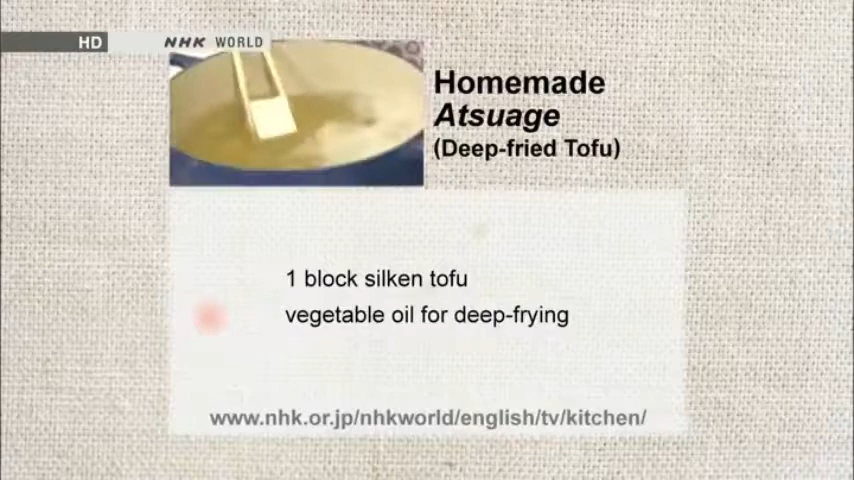 HD
NHK WORLD
Homemade
Atsuage
(Deep-fried Tofu)
1 block silken tofu
vegetable oil for deep-frying
www.nhk.or.jp/nhkworld/english/tv/kitchen/